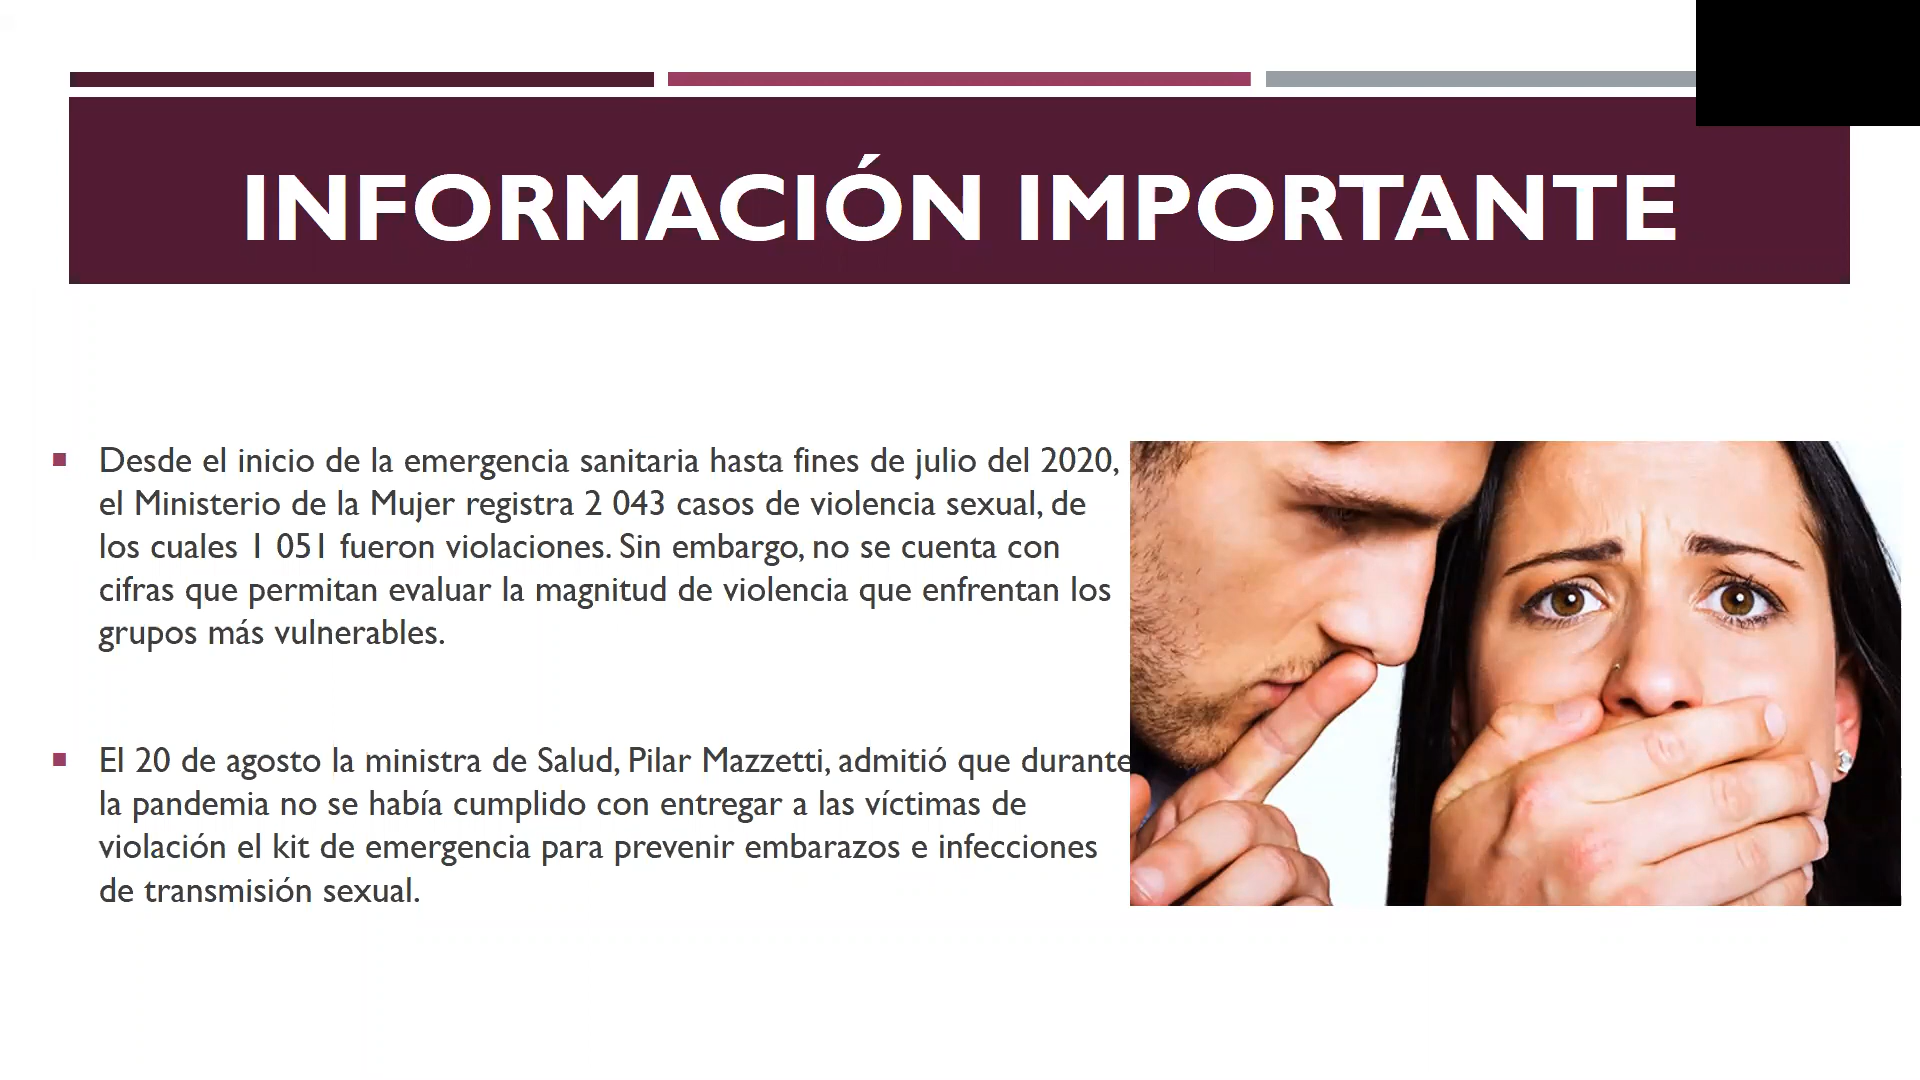 INFORMACIÓN IMPORTANTE
Desde el inicio de la emergencia sanitaria hasta fines de julio del 2020,
el Ministerio de la Mujer registra 2 043 casos de violencia sexual, de
los cuales 1 051 fueron violaciones. Sin embargo, no se cuenta con
cifras que permitan evaluar la magnitud de violencia que enfrentan los
grupos más vulnerables.
El 20 de agosto la ministra de Salud, Pilar Mazzetti, admitió que durante
la pandemia no se había cumplido con entregar a las víctimas de
violación el kit de emergencia para prevenir embarazos e infecciones
de transmisión sexual.